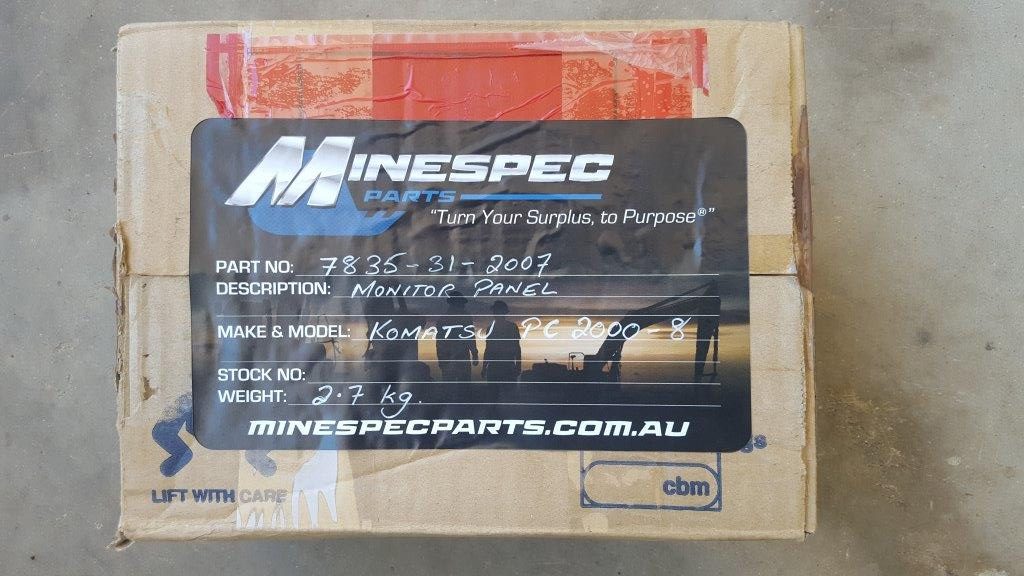 MINESPEC
PARTS
"Turn Your Surplus, to Purpose®"
PART NO: 7835-31-2007
DESCRIPTION: MONITOR PANEL
MAKE & MODEL: KOMATSU PC 2000-8
STOCK NO:
WEIGHT: 2.7 kg.
MINESPECPARTS.COM.AU
LIFT WITH CARE
cbm